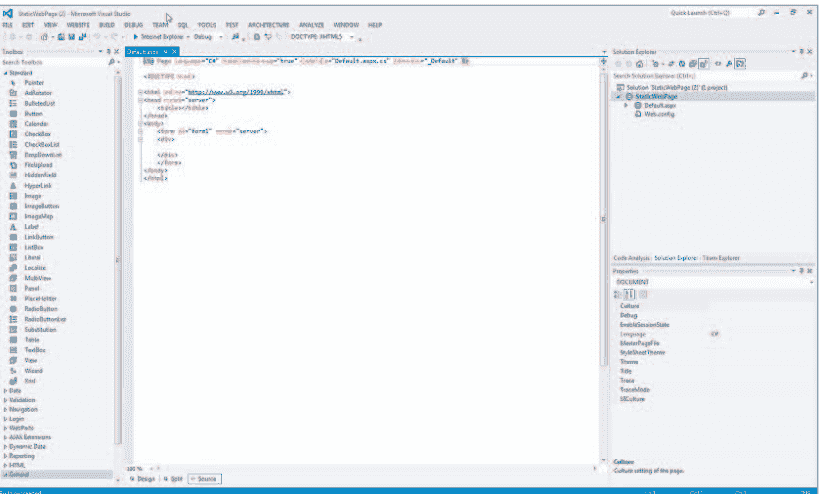 StaticWebPage (2) - Microsoft Visual Studio
Quick Launch (Ctrl+Q)
FILE EDIT VIEW WEBSITE BUILD DEBUG TEAM SQL TOOLS TEST ARCHITECTURE ANALYZE WINDOW HELP
Internet Explorer Debug DOCTYPE: XHTML5
Toolbox
Search Toolbox
Standard
Pointer
AdRotator
BulletedList
Button
Calendar
CheckBox
CheckBoxList
DropDownList
FileUpload
HiddenField
HyperLink
Image
ImageButton
ImageMap
Label
LinkButton
ListBox
Literal
Localize
MultiView
Panel
PlaceHolder
RadioButton
RadioButtonList
Substitution
Table
TextBox
View
Wizard
Xml
Data
Validation
Navigation
Login
WebParts
AJAX Extensions
Dynamic Data
Reporting
HTML
General
Default.aspx
<%@ Page Language="C#" AutoEventWireup="true" CodeFile="Default.aspx.cs" Inherits="_Default" %>
<!DOCTYPE html>
<html xmlns="http://www.w3.org/1999/xhtml">
<head runat="server">
<title></title>
</head>
<body>
<form id="form1" runat="server">
<div>
</div>
</form>
</body>
</html>
100 %
Design Split Source
Solution Explorer
Search Solution Explorer (Ctrl+;)
Solution 'StaticWebPage (2)' (1 project)
StaticWebPage
Default.aspx
Web.config
Code Analysis Solution Explorer Team Explorer
Properties
DOCUMENT
Culture
Debug
EnableSessionState
Language C#
MasterPageFile
StyleSheetTheme
Theme
Title
Trace
TraceMode
UICulture
Culture
Culture setting of the page.